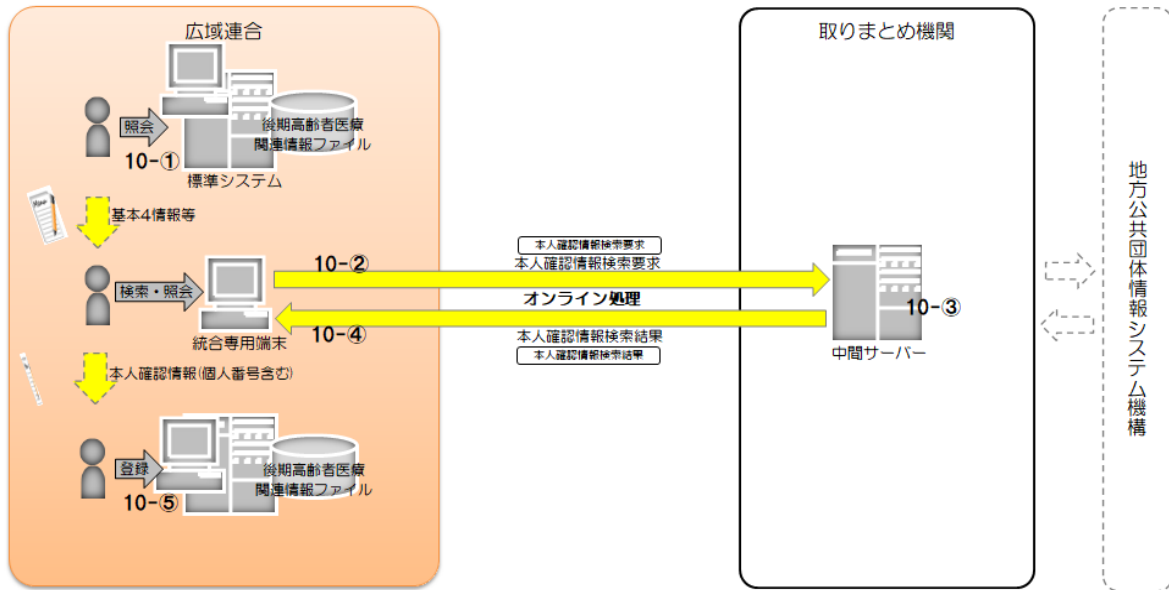 広域連合
取りまとめ機関
照会
後期高齢者医療
関連情報ファイル
10-①
標準システム
基本4情報等
本人確認情報検索要求
10-②
本人確認情報検索要求
検索・照会
オンライン処理
10-③
10-④
統合専用端末
本人確認情報検索結果
本人確認情報検索結果
中間サーバー
本人確認情報(個人番号含む)
登録
後期高齢者医療
関連情報ファイル
10-⑤
地方公共団体情報システム機構